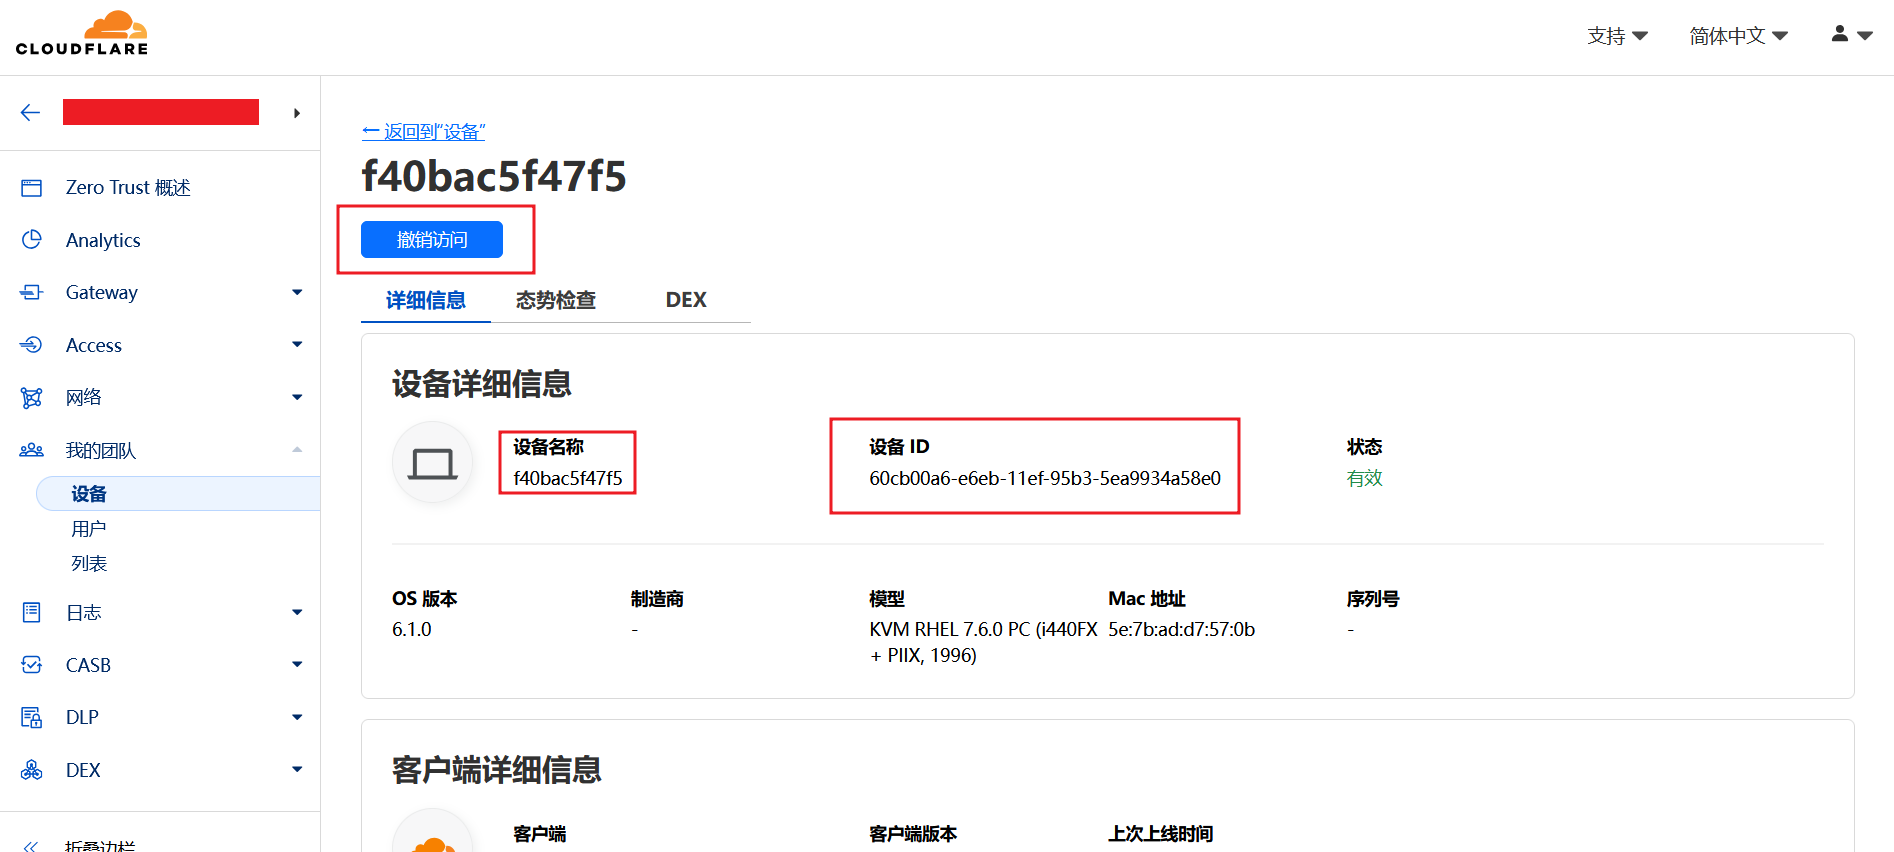 CLOUDFLARE
支持
简体中文
Zero Trust 概述
Analytics
Gateway
Access
网络
我的团队
设备
用户
列表
日志
CASB
DLP
DEX
折叠边栏
← 返回到“设备”
f40bac5f47f5
撤销访问
详细信息 态势检查 DEX
设备详细信息
设备名称
f40bac5f47f5
设备 ID
60cb00a6-e6eb-11ef-95b3-5ea9934a58e0
状态
有效
OS 版本
6.1.0
制造商
-
模型
KVM RHEL 7.6.0 PC (i440FX
+ PIIX, 1996)
Mac 地址
5e:7b:ad:d7:57:0b
序列号
-
客户端详细信息
客户端
客户端版本
上次上线时间